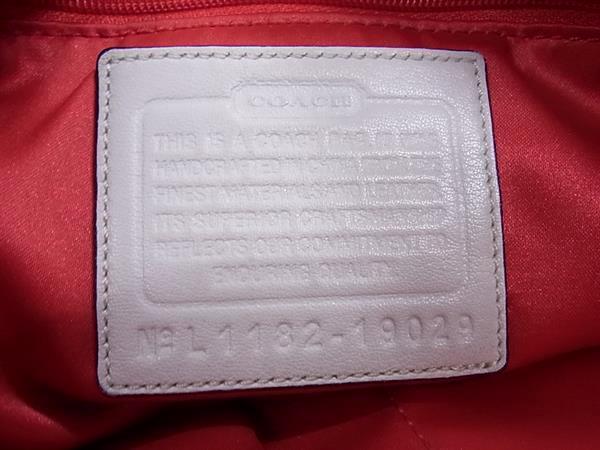 COACH
THIS IS A COACH BAG. IT WAS
HANDCRAFTED IN CHINA FROM THE
FINEST MATERIALS AND LEATHER.
ITS SUPERIOR CRAFTSMANSHIP
REFLECTS OUR COMMITMENT TO
ENDURING QUALITY.
Nº L1182-19029